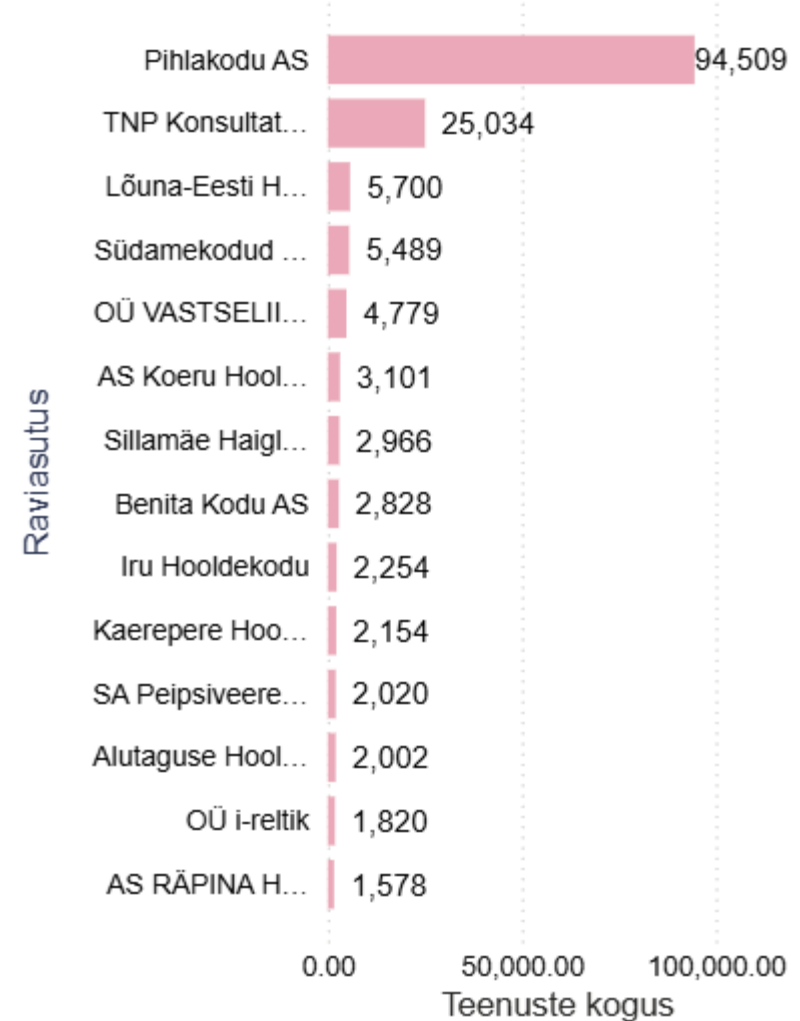 Raviasutus
Pihlakodu AS 94,509
TNP Konsultat… 25,034
Lõuna-Eesti H… 5,700
Südamekodud … 5,489
OÜ VASTSELII… 4,779
AS Koeru Hool… 3,101
Sillamäe Haigl… 2,966
Benita Kodu AS 2,828
Iru Hooldekodu 2,254
Kaerepere Hoo… 2,154
SA Peipsiveere… 2,020
Alutaguse Hool… 2,002
OÜ i-reltik 1,820
AS RÄPINA H… 1,578
0.00 50,000.00 100,000.00
Teenuste kogus